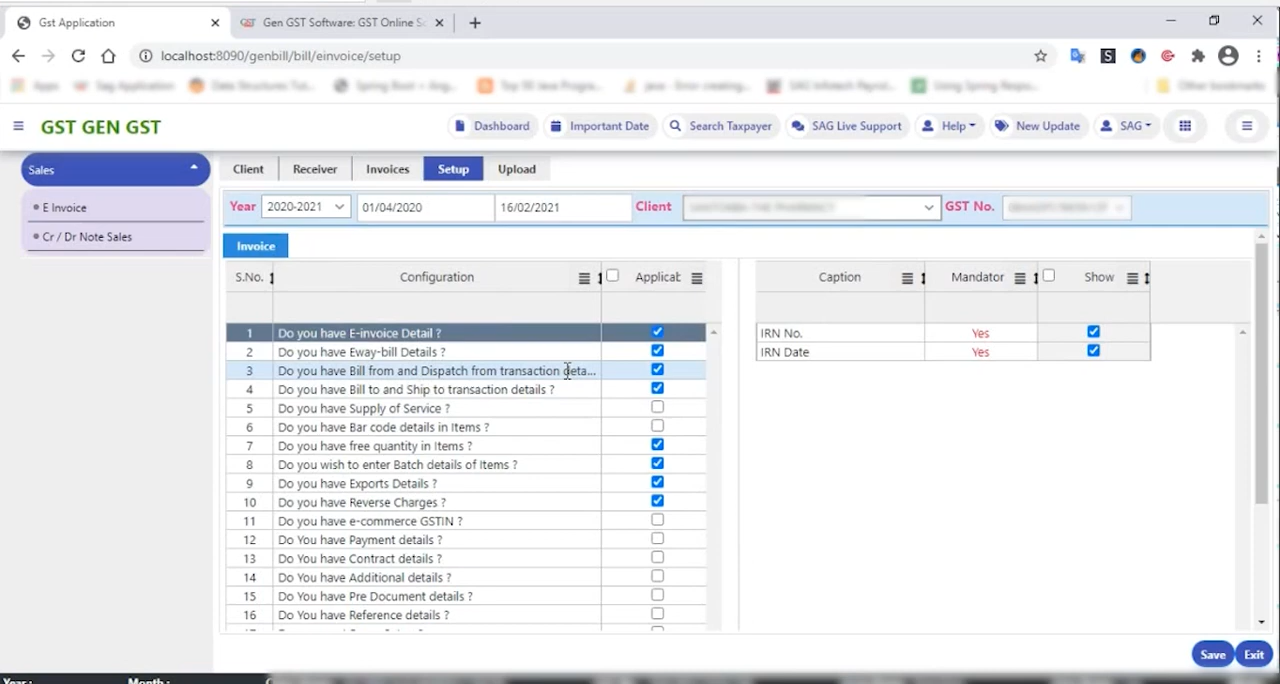 Gst Application
Gen GST Software: GST Online S
localhost:8090/genbill/bill/einvoice/setup
Apps
Other bookmarks
GST GEN GST
Dashboard
Important Date
Search Taxpayer
SAG Live Support
Help
New Update
SAG
Sales
Client
Receiver
Invoices
Setup
Upload
E Invoice
Cr / Dr Note Sales
Year
2020-2021
01/04/2020
16/02/2021
Client
GST No.
Invoice
S.No. Configuration Applicat
Caption Mandator Show
1 Do you have E-invoice Detail ?
2 Do you have Eway-bill Details ?
3 Do you have Bill from and Dispatch from transaction deta...
4 Do you have Bill to and Ship to transaction details ?
5 Do you have Supply of Service ?
6 Do you have Bar code details in Items ?
7 Do you have free quantity in Items ?
8 Do you wish to enter Batch details of Items ?
9 Do you have Exports Details ?
10 Do you have Reverse Charges ?
11 Do you have e-commerce GSTIN ?
12 Do You have Payment details ?
13 Do You have Contract details ?
14 Do You have Additional details ?
15 Do You have Pre Document details ?
16 Do You have Reference details ?
IRN No. Yes
IRN Date Yes
Save
Exit
Year :
Month :